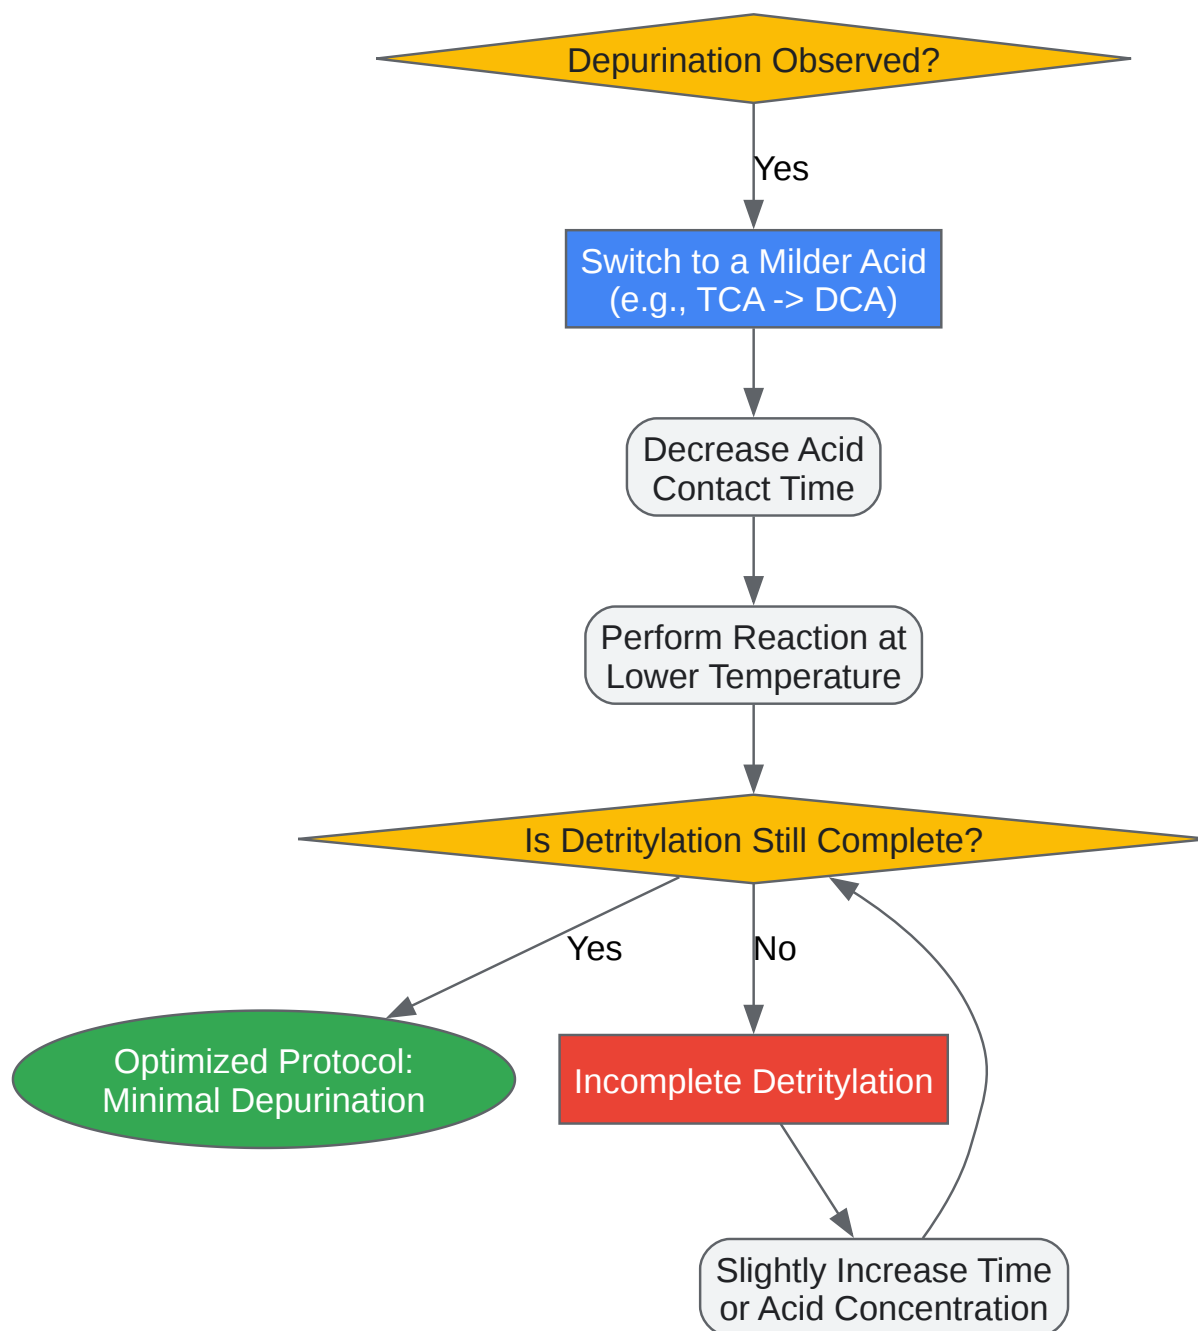 Depurination Observed?
Yes
Switch to a Milder Acid
(e.g., TCA -> DCA)
Decrease Acid
Contact Time
Perform Reaction at
Lower Temperature
Is Detritylation Still Complete?
Yes
No
Optimized Protocol:
Minimal Depurination
Incomplete Detritylation
Slightly Increase Time
or Acid Concentration